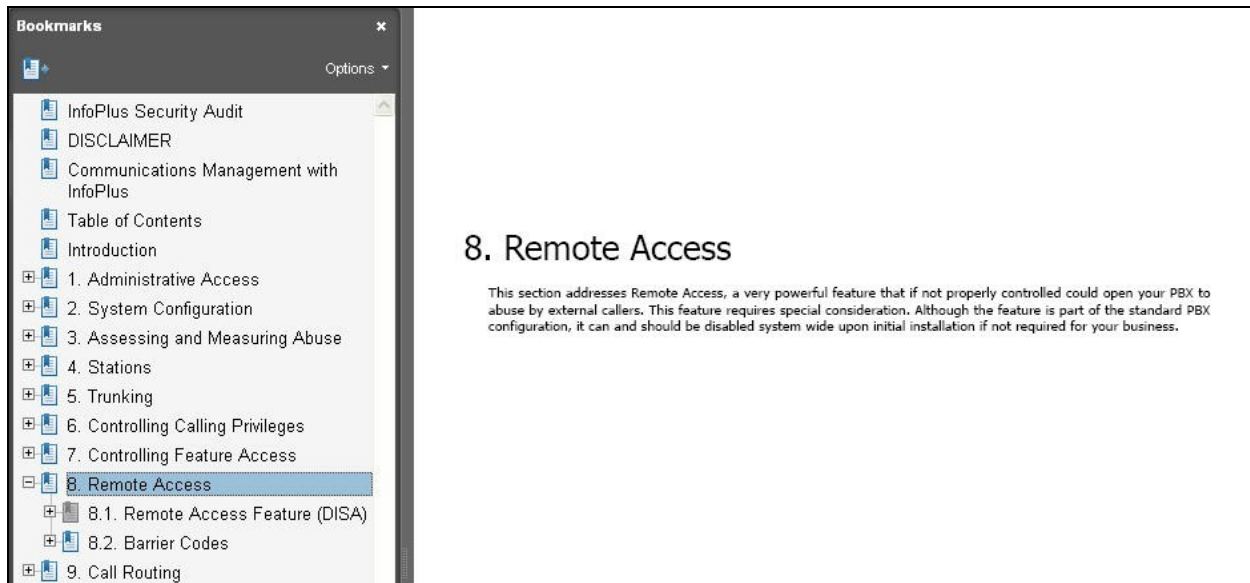 Bookmarks
Options
InfoPlus Security Audit
DISCLAIMER
Communications Management with
InfoPlus
Table of Contents
Introduction
1. Administrative Access
2. System Configuration
3. Assessing and Measuring Abuse
4. Stations
5. Trunking
6. Controlling Calling Privileges
7. Controlling Feature Access
8. Remote Access
8.1. Remote Access Feature (DISA)
8.2. Barrier Codes
9. Call Routing
8. Remote Access
This section addresses Remote Access, a very powerful feature that if not properly controlled could open your PBX to
abuse by external callers. This feature requires special consideration. Although the feature is part of the standard PBX
configuration, it can and should be disabled system wide upon initial installation if not required for your business.